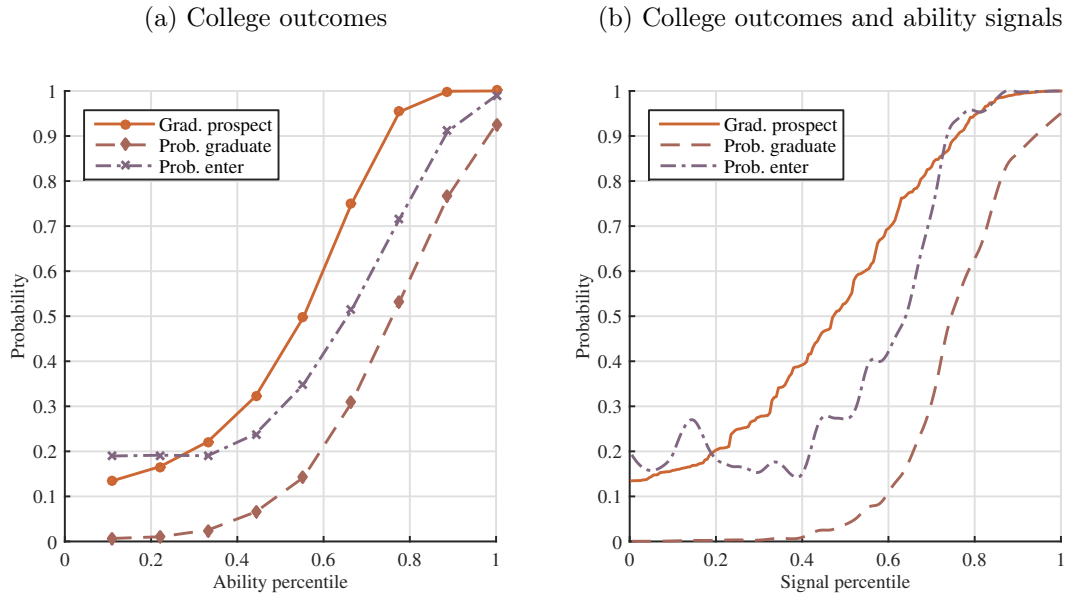 (a) College outcomes
Probability
1
0.9
0.8
0.7
0.6
0.5
0.4
0.3
0.2
0.1
0
Grad. prospect
Prob. graduate
Prob. enter
0 0.2 0.4 0.6 0.8 1
Ability percentile
(b) College outcomes and ability signals
Probability
1
0.9
0.8
0.7
0.6
0.5
0.4
0.3
0.2
0.1
0
Grad. prospect
Prob. graduate
Prob. enter
0 0.2 0.4 0.6 0.8 1
Signal percentile